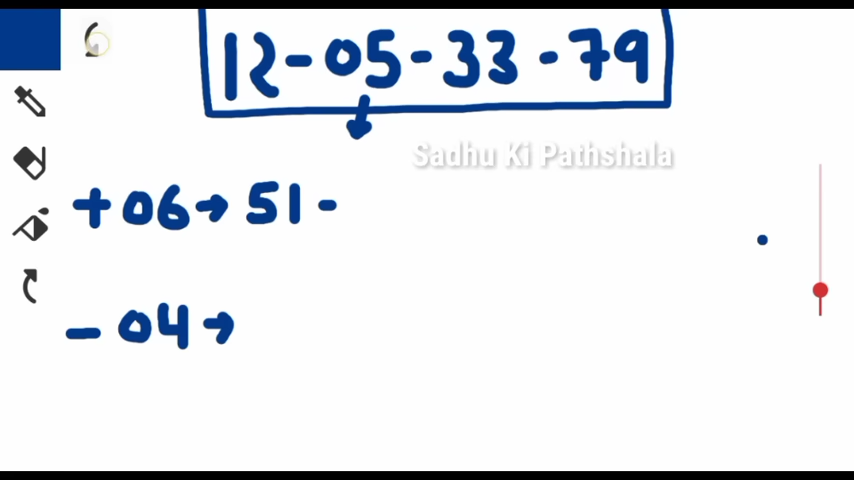 12-05-33-79
Sadhu Ki Pathshala
+06→51-
-04→